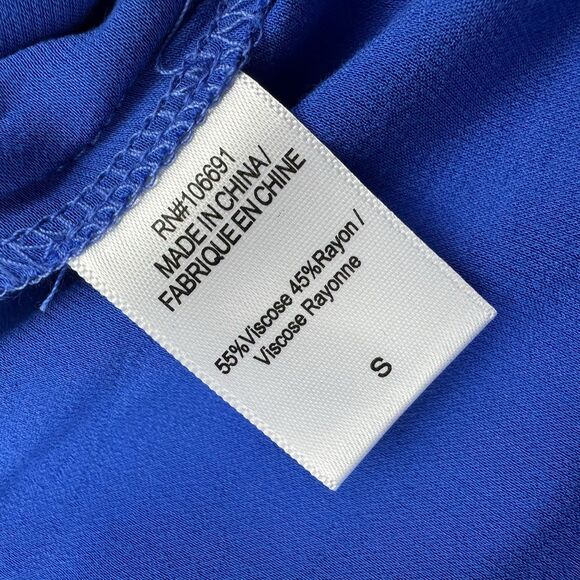 RN#106691
MADE IN CHINA/
FABRIQUE EN CHINE
55%Viscose 45%Rayon /
Viscose Rayonne
S